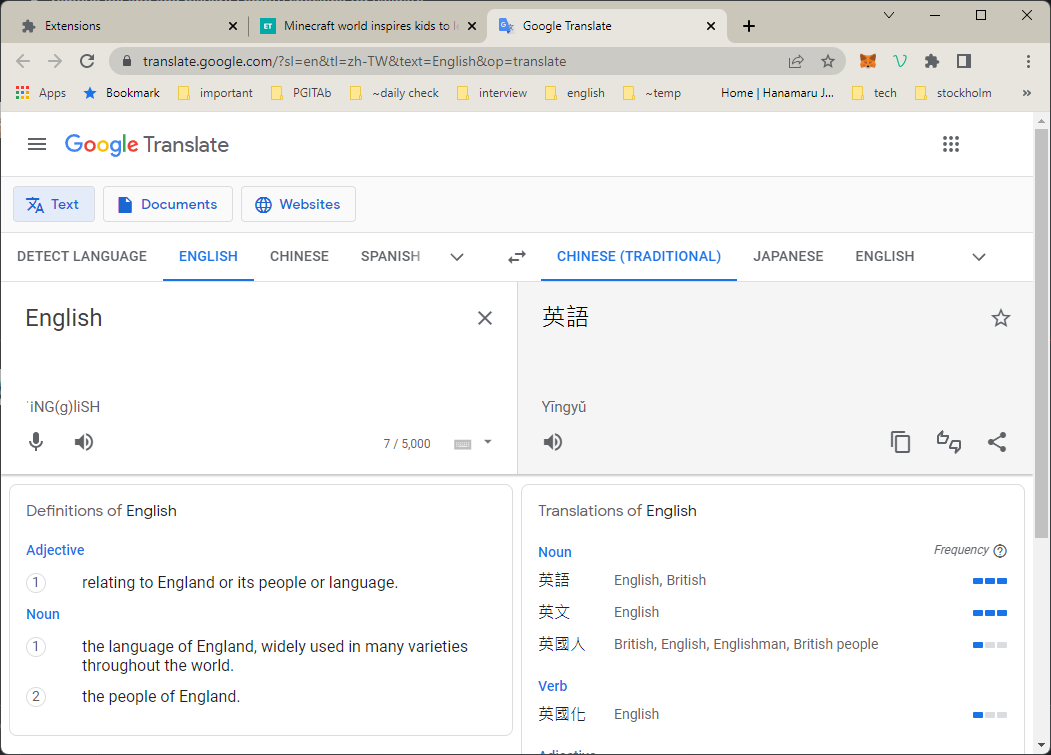 Extensions
ET Minecraft world inspires kids to l
Google Translate
translate.google.com/?sl=en&tl=zh-TW&text=English&op=translate
Apps Bookmark important PGITAb ~daily check interview english ~temp Home | Hanamaru J... tech stockholm »
Google Translate
Text Documents Websites
DETECT LANGUAGE ENGLISH CHINESE SPANISH CHINESE (TRADITIONAL) JAPANESE ENGLISH
English
英語
ˈiNG(g)liSH
Yīngyǔ
7 / 5,000
Definitions of English
Adjective
1 relating to England or its people or language.
Noun
1 the language of England, widely used in many varieties
throughout the world.
2 the people of England.
Translations of English
Noun Frequency ?
英語 English, British
英文 English
英國人 British, English, Englishman, British people
Verb
英國化 English
Adjective